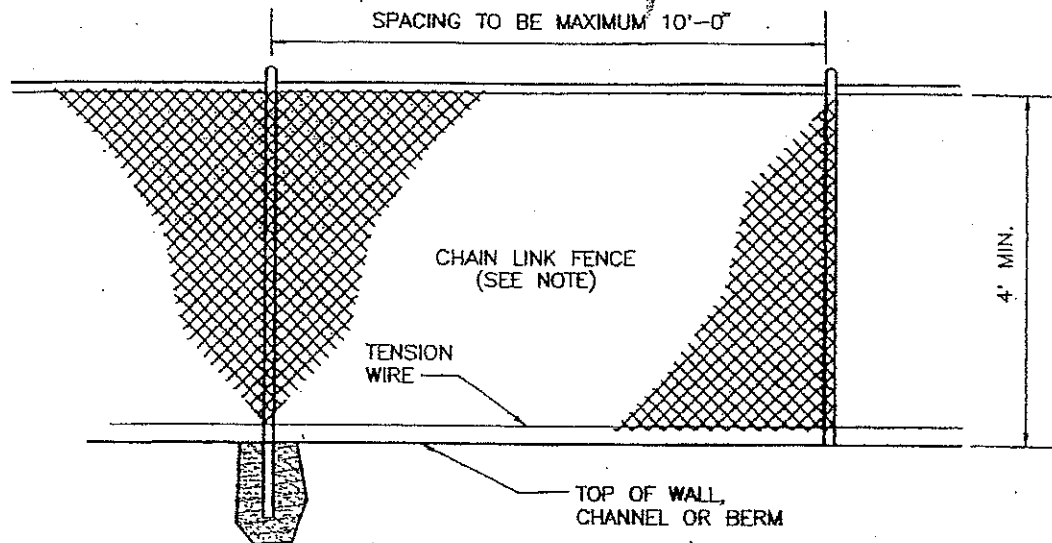 SPACING TO BE MAXIMUM 10'-0"
CHAIN LINK FENCE
(SEE NOTE)
4' MIN.
TENSION
WIRE
TOP OF WALL,
CHANNEL OR BERM